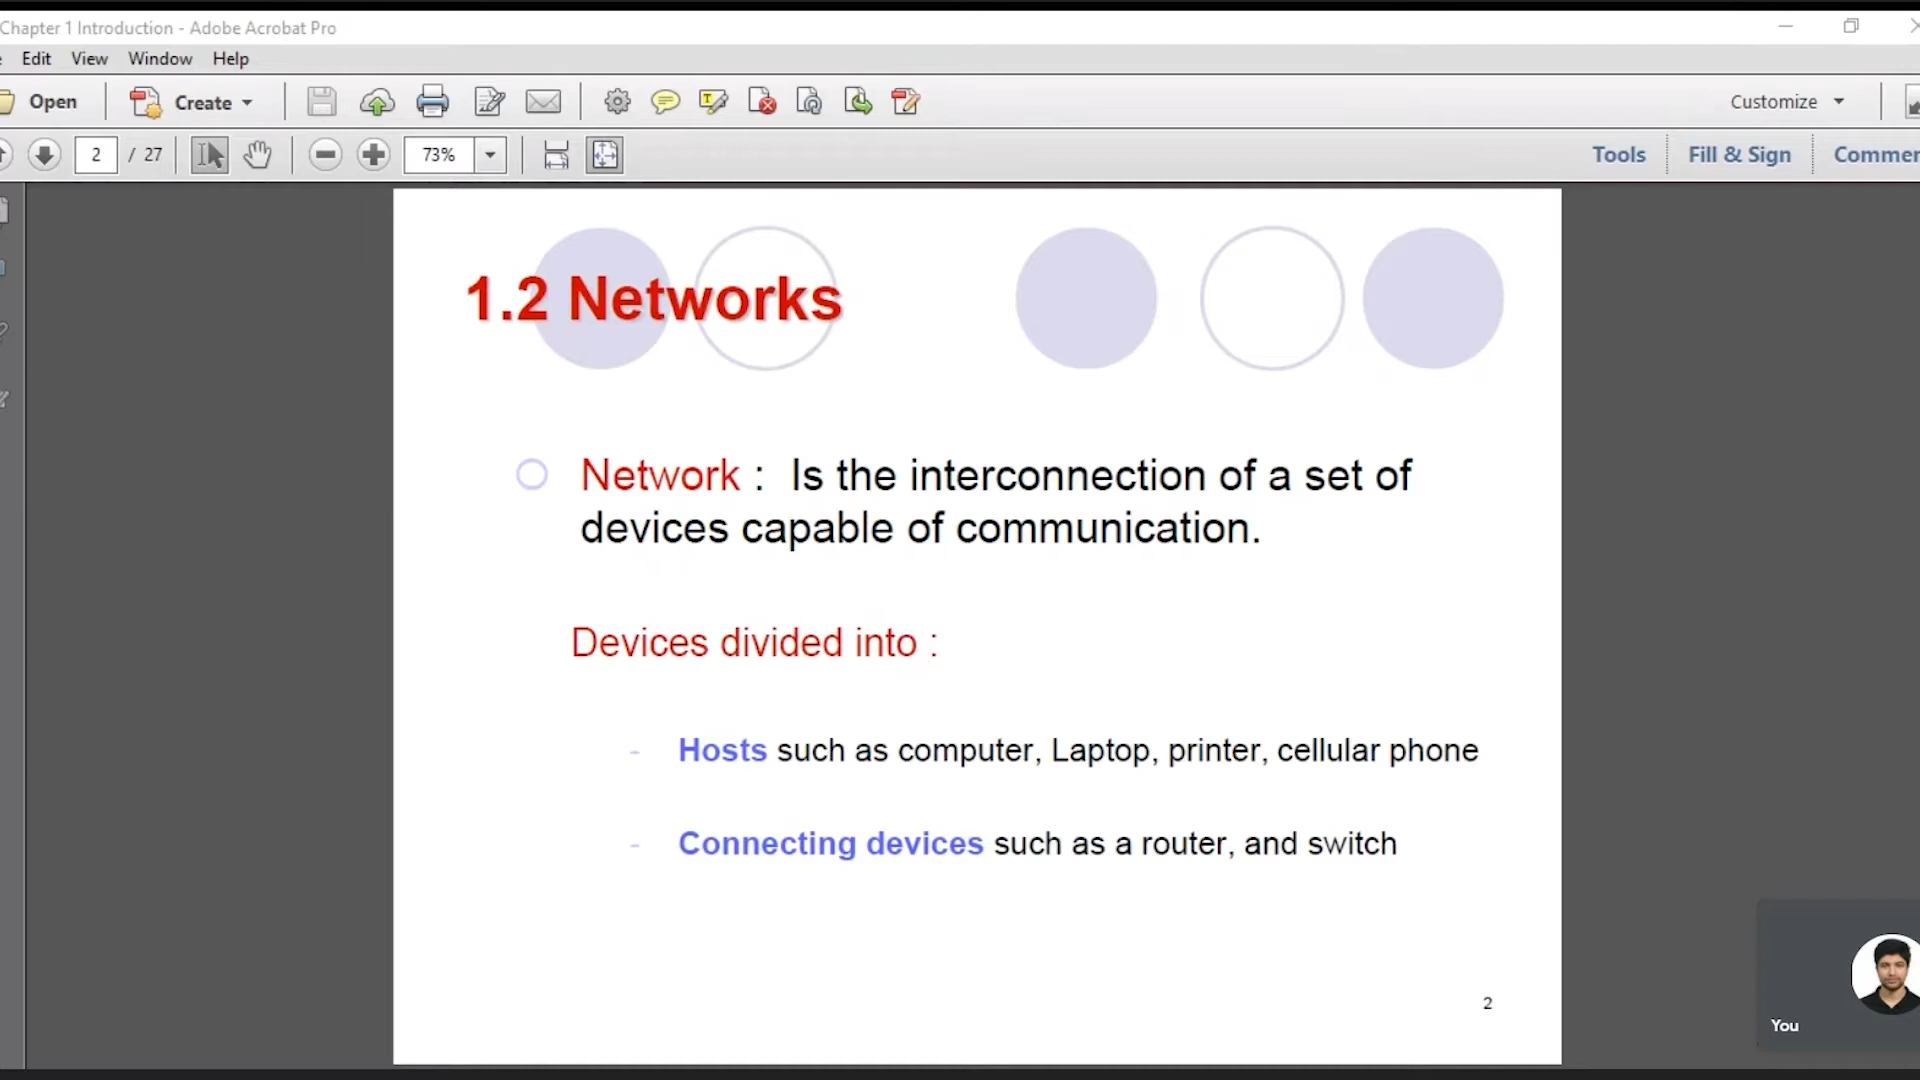 Chapter 1 Introduction - Adobe Acrobat Pro
Edit View Window Help
Open Create Customize
2 / 27 73% Tools Fill & Sign
1.2 Networks
Network : Is the interconnection of a set of
devices capable of communication.
Devices divided into :
- Hosts such as computer, Laptop, printer, cellular phone
- Connecting devices such as a router, and switch
2
You